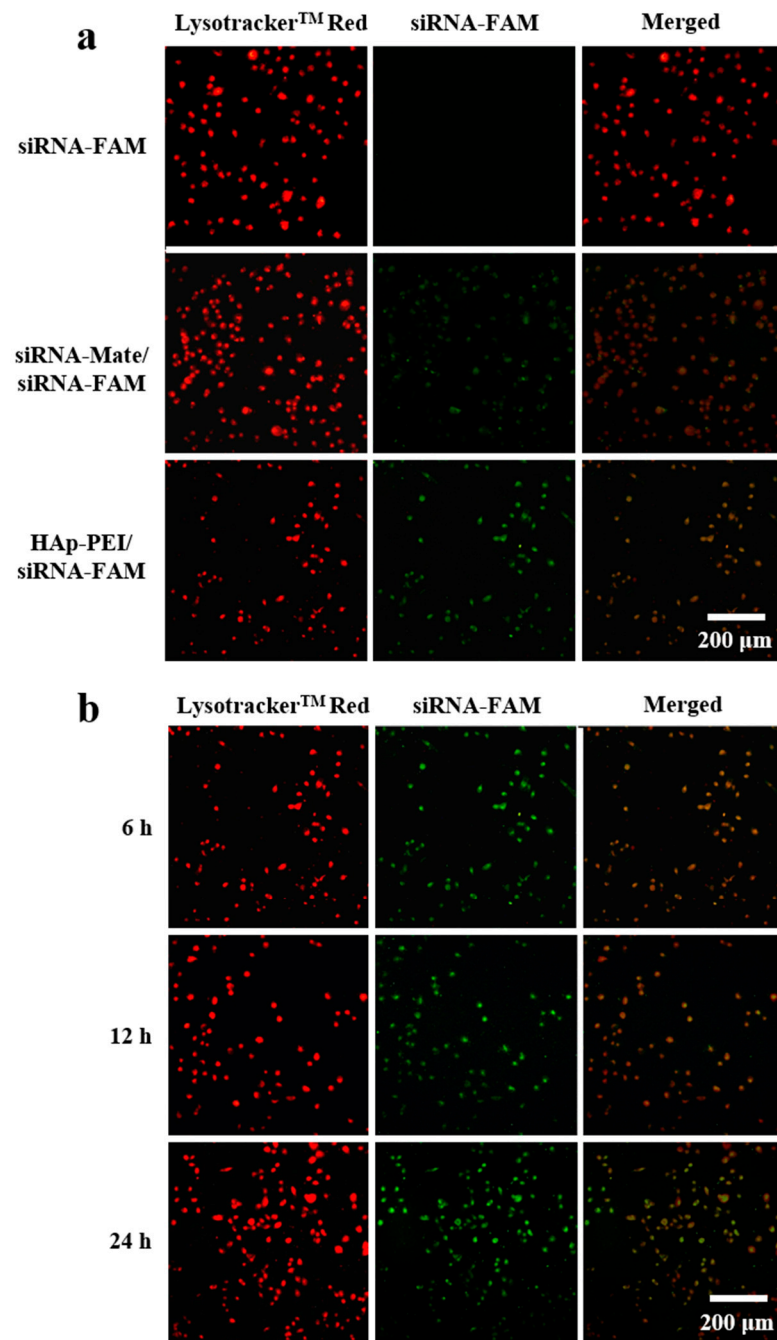 a
Lysotracker™ Red siRNA-FAM Merged
siRNA-FAM
siRNA-Mate/
siRNA-FAM
HAp-PEI/
siRNA-FAM
200 μm
b
Lysotracker™ Red siRNA-FAM Merged
6 h
12 h
24 h
200 μm